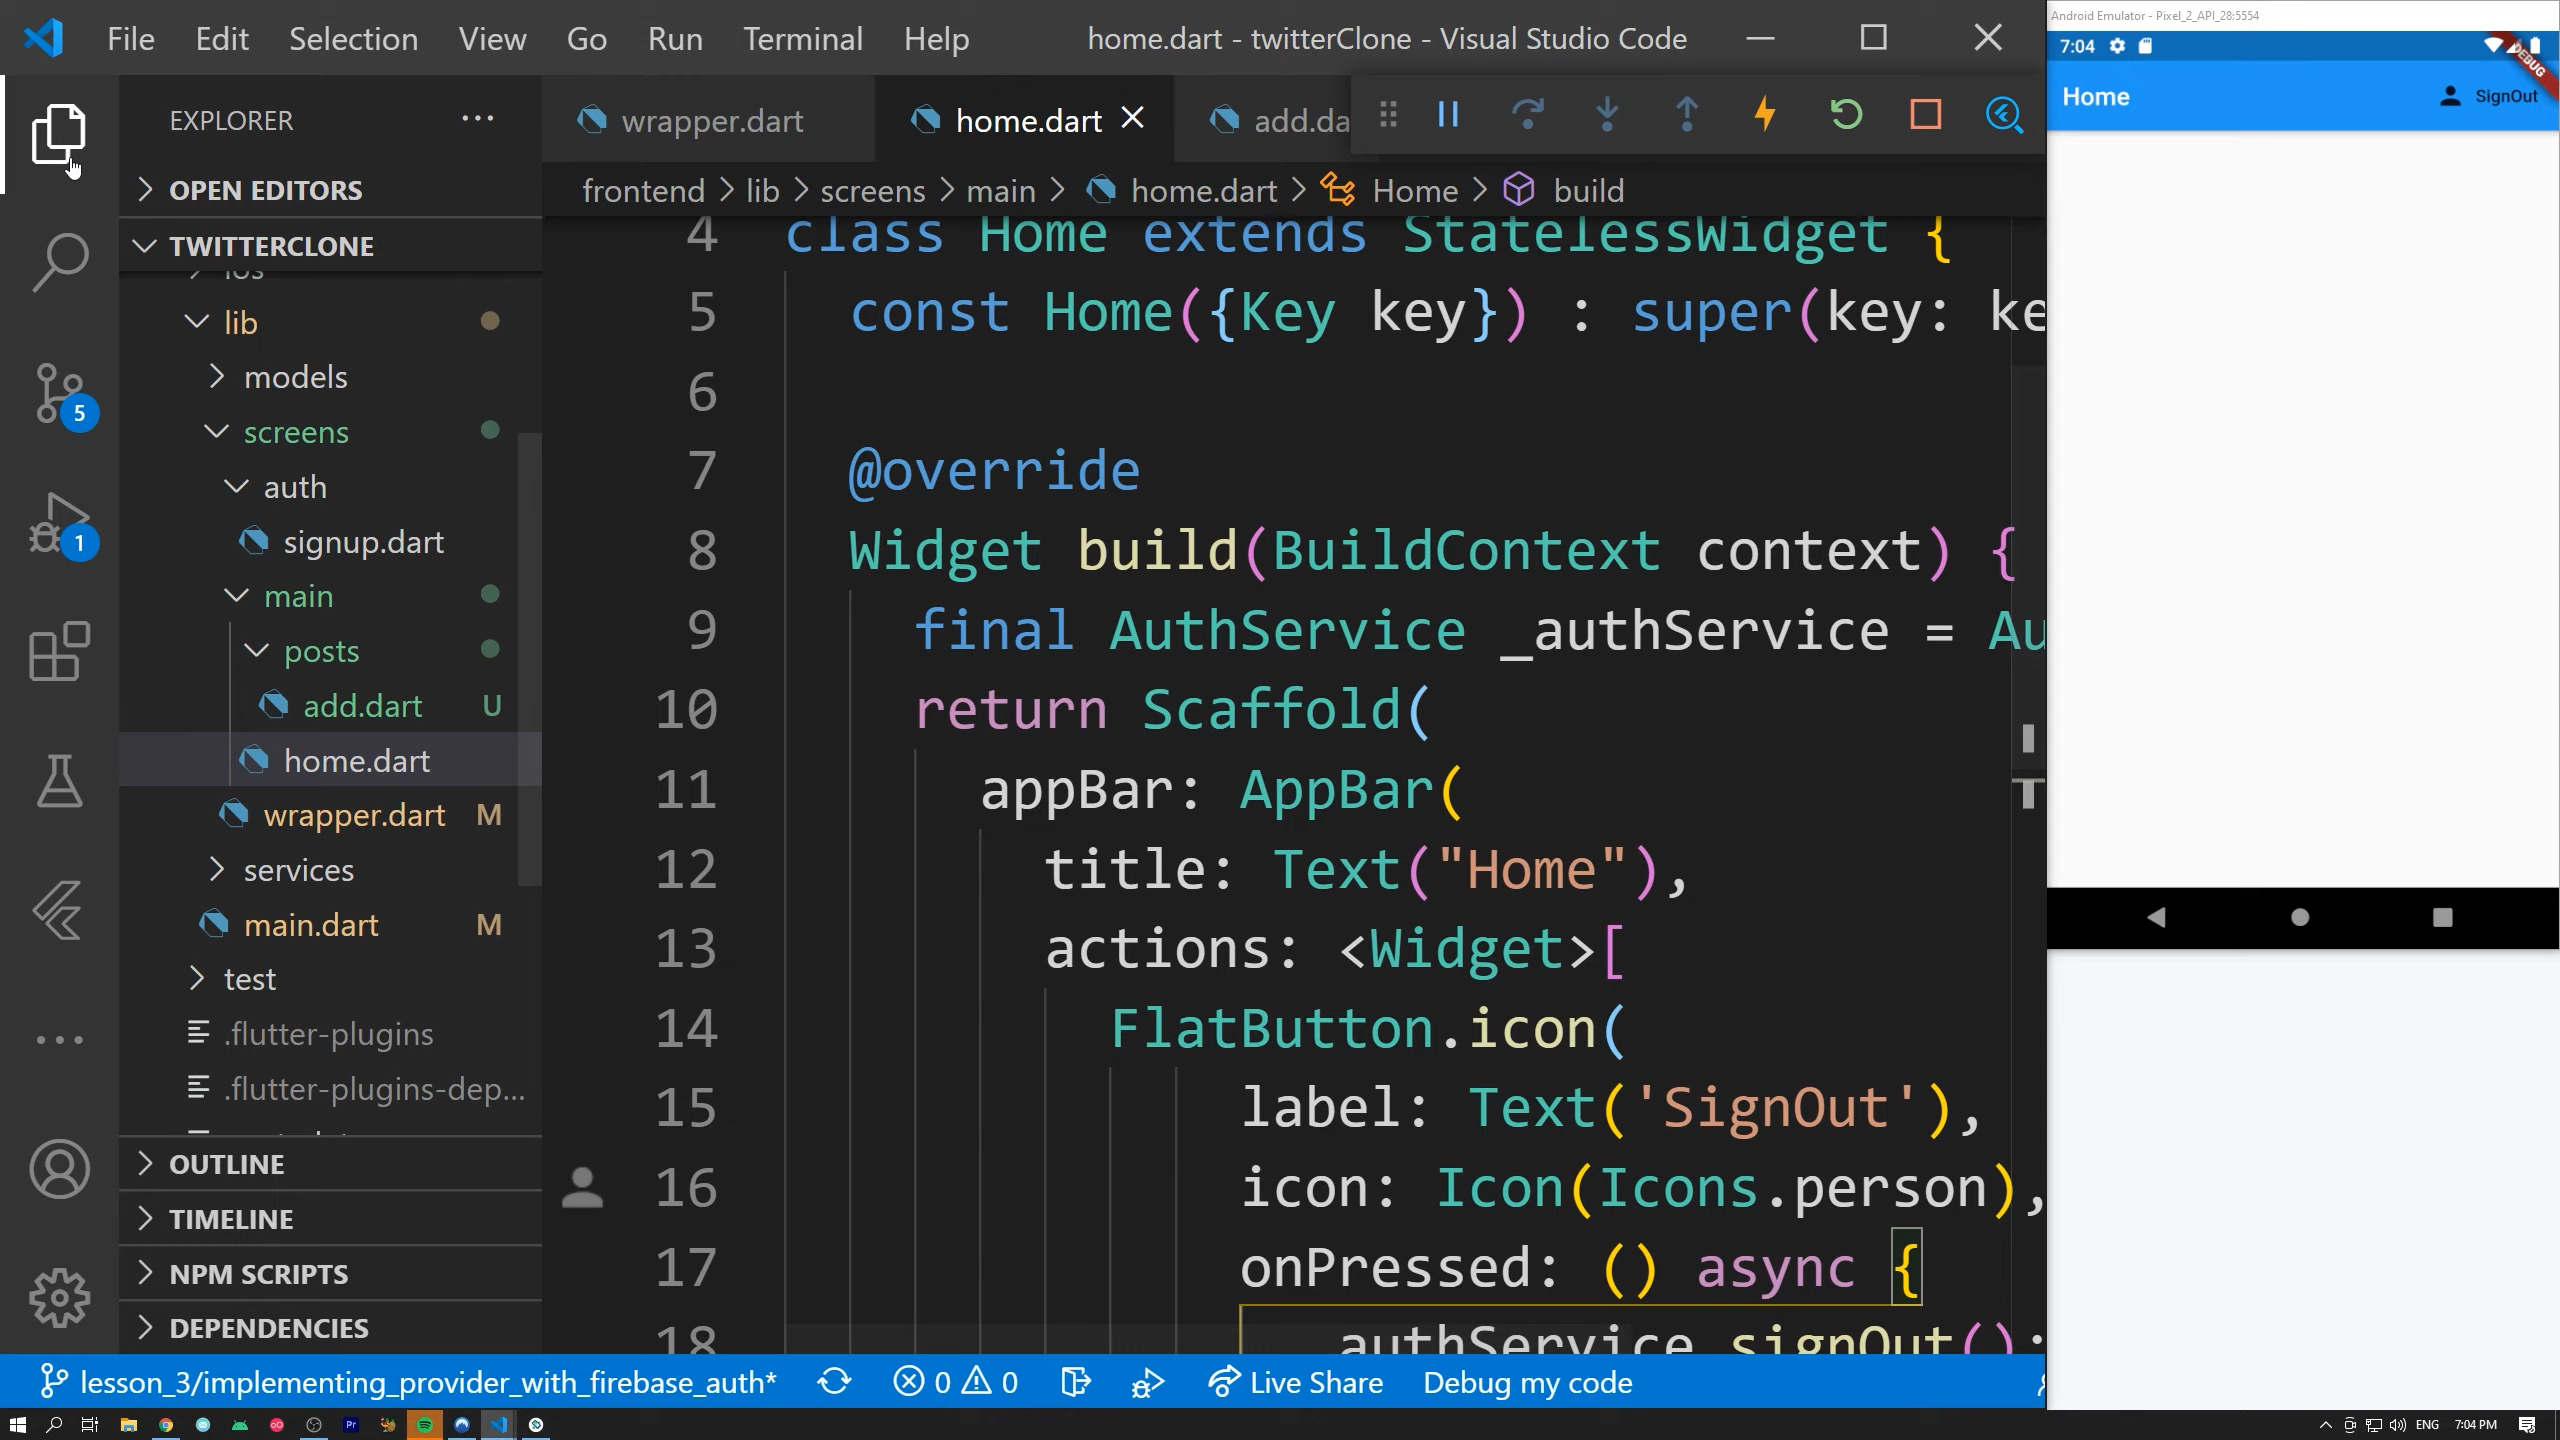 File Edit Selection View Go Run Terminal Help home.dart - twitterClone - Visual Studio Code
EXPLORER
OPEN EDITORS
TWITTERCLONE
ios
lib
models
screens
auth
signup.dart
main
posts
add.dart U
home.dart
wrapper.dart M
services
main.dart M
test
.flutter-plugins
.flutter-plugins-dep...
OUTLINE
TIMELINE
NPM SCRIPTS
DEPENDENCIES
5
1
wrapper.dart home.dart add.da
frontend > lib > screens > main > home.dart > Home > build
4 class Home extends StatelessWidget {
5 const Home({Key key}) : super(key: ke
6
7 @override
8 Widget build(BuildContext context) {
9 final AuthService _authService = Au
10 return Scaffold(
11 appBar: AppBar(
12 title: Text("Home"),
13 actions: <Widget>[
14 FlatButton.icon(
15 label: Text('SignOut'),
16 icon: Icon(Icons.person),
17 onPressed: () async {
18 _authService.signOut();
lesson_3/implementing_provider_with_firebase_auth* 0 0 Live Share Debug my code
Android Emulator - Pixel_2_API_28:5554
7:04
DEBUG
Home SignOut
Pr
ENG 7:04 PM